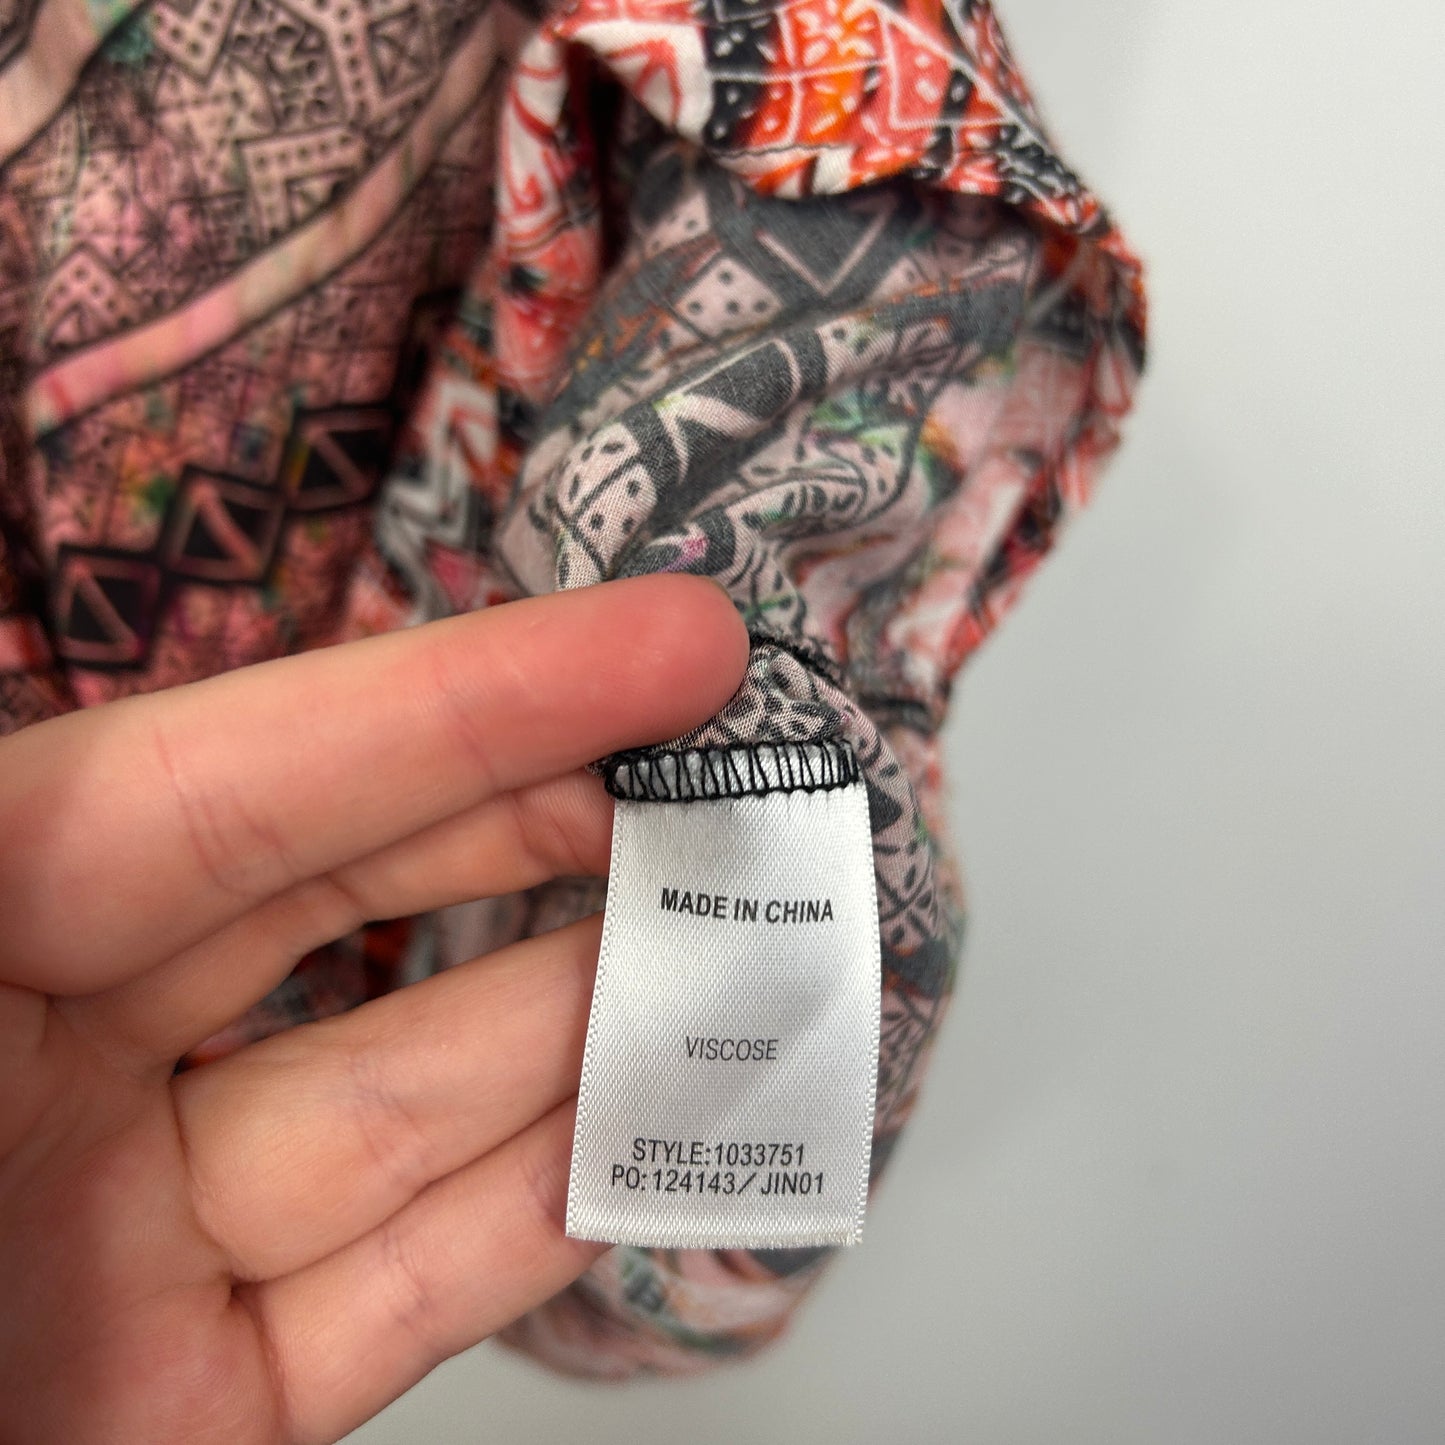 MADE IN CHINA
VISCOSE
STYLE:1033751
PO:124143/JIN01